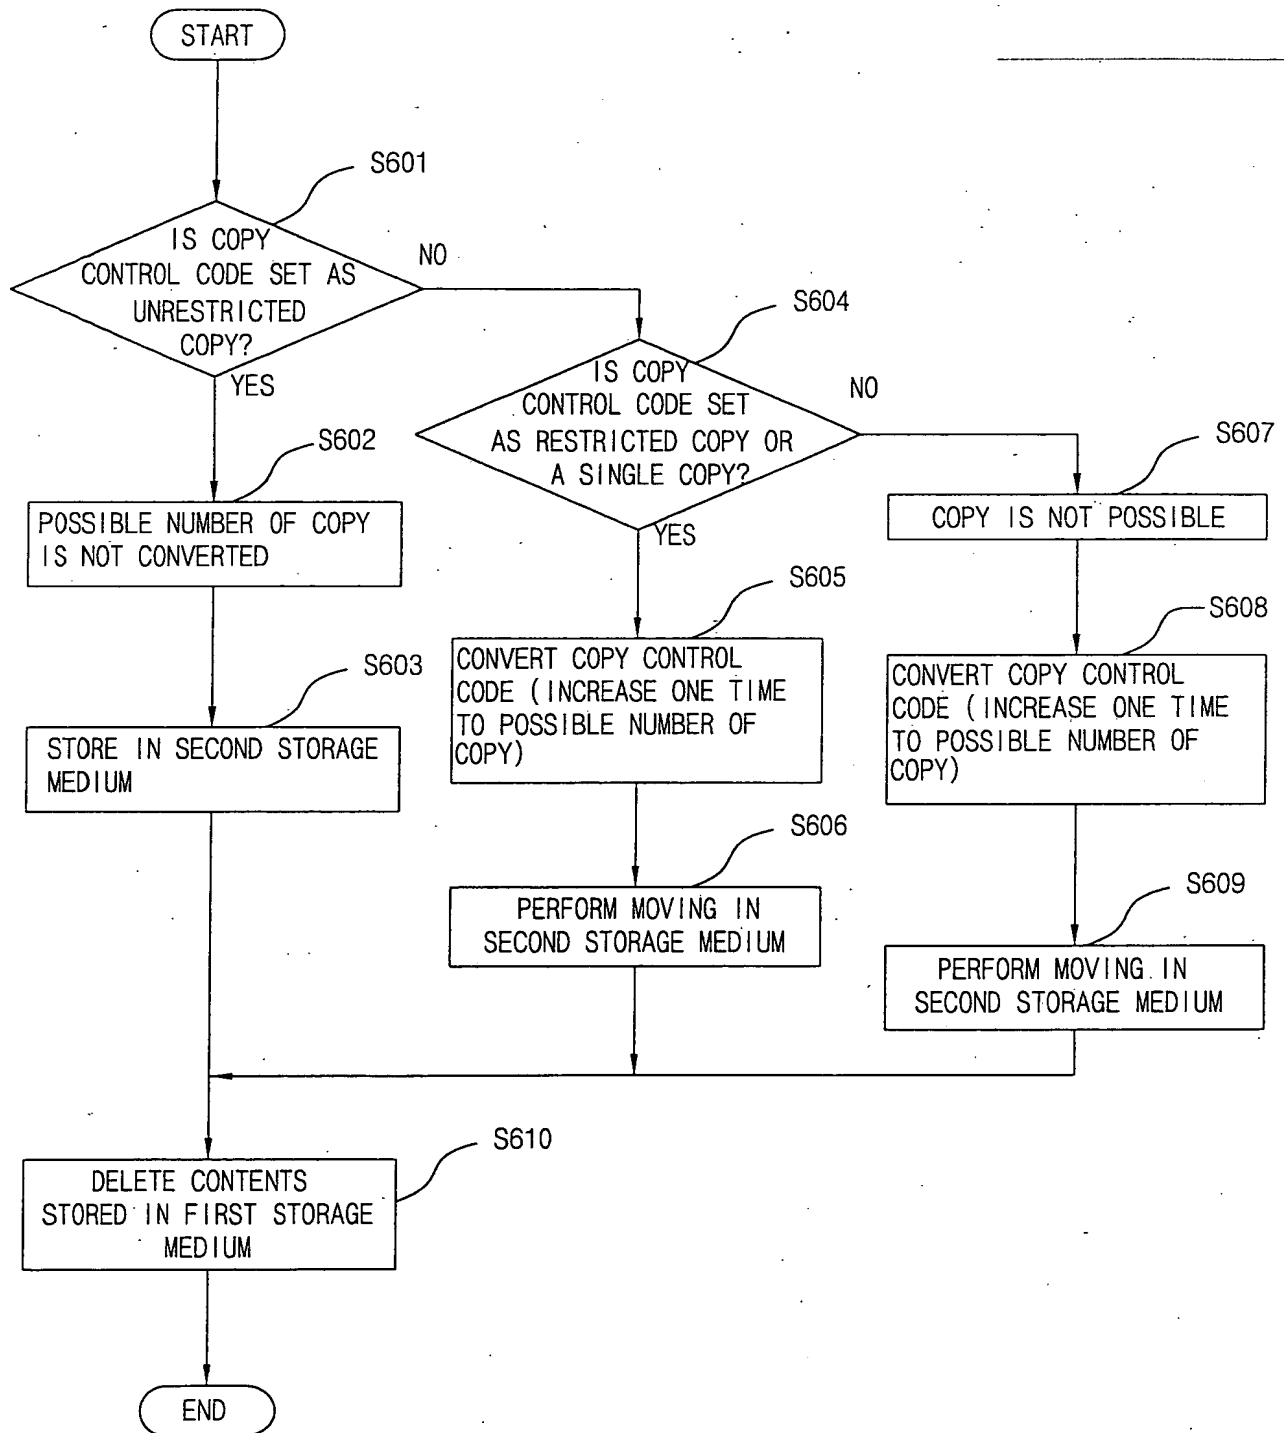 START
S601
IS COPY
CONTROL CODE SET AS
UNRESTRICTED
COPY?
NO
YES
S604
IS COPY
CONTROL CODE SET
AS RESTRICTED COPY OR
A SINGLE COPY?
NO
YES
S602
POSSIBLE NUMBER OF COPY
IS NOT CONVERTED
S607
COPY IS NOT POSSIBLE
S603
STORE IN SECOND STORAGE
MEDIUM
S605
CONVERT COPY CONTROL
CODE (INCREASE ONE TIME
TO POSSIBLE NUMBER OF
COPY)
S608
CONVERT COPY CONTROL
CODE (INCREASE ONE TIME
TO POSSIBLE NUMBER OF
COPY)
S606
PERFORM MOVING IN
SECOND STORAGE MEDIUM
S609
PERFORM MOVING IN
SECOND STORAGE MEDIUM
S610
DELETE CONTENTS
STORED IN FIRST STORAGE
MEDIUM
END